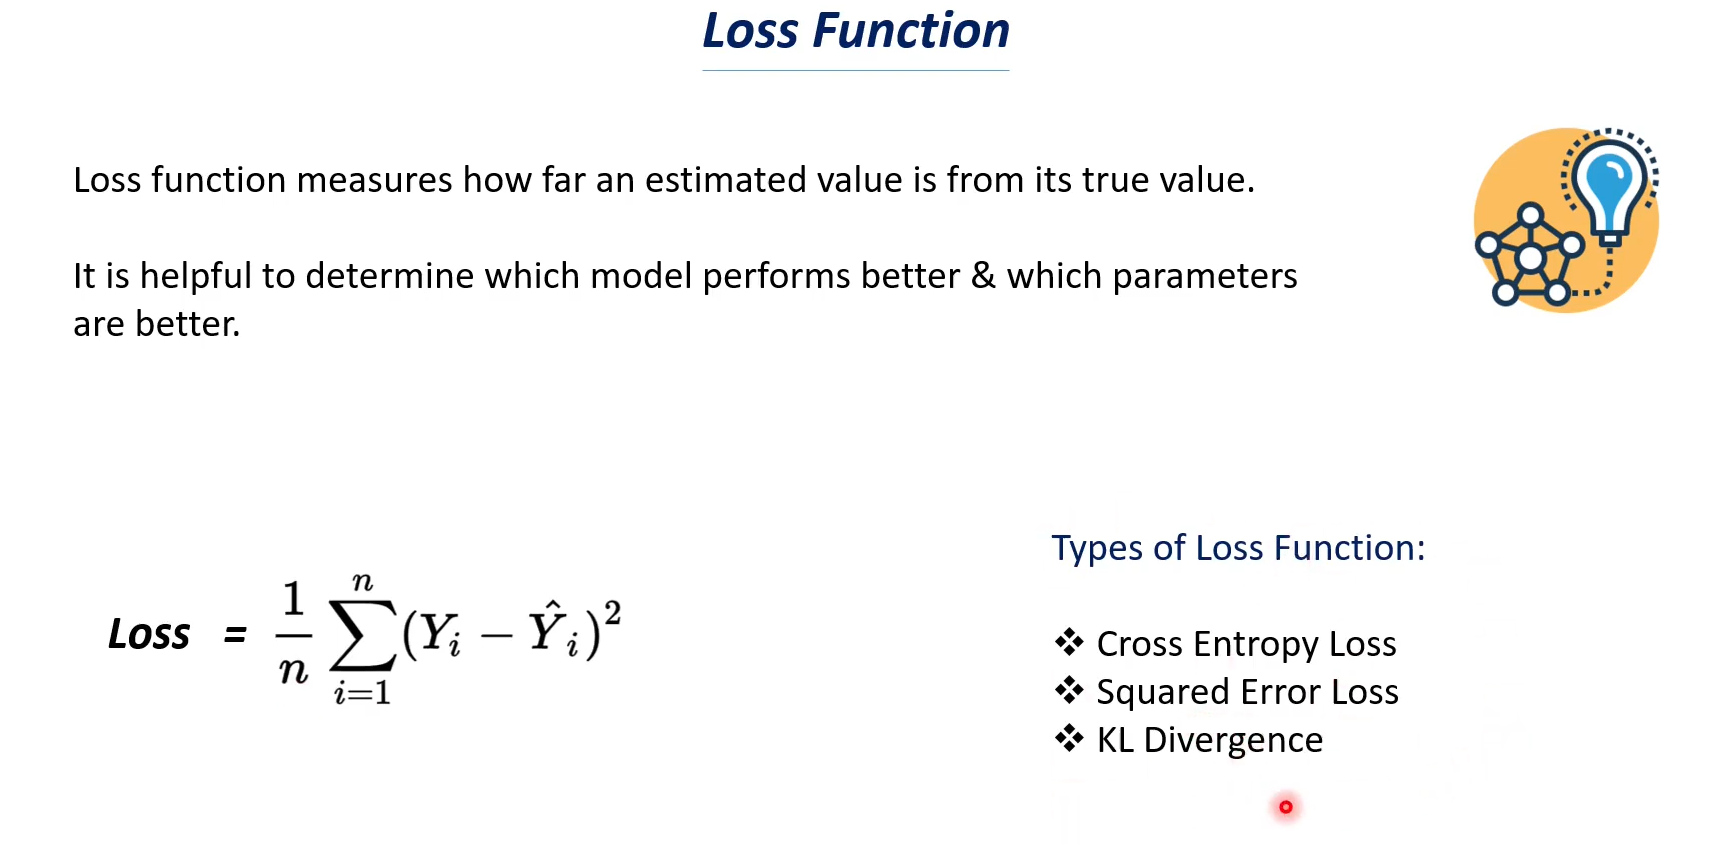 Loss Function
Loss function measures how far an estimated value is from its true value.
It is helpful to determine which model performs better & which parameters
are better.
Loss = \frac{1}{n} \sum_{i=1}^{n} (Y_i - \hat{Y}_i)^2
Types of Loss Function:
❖ Cross Entropy Loss
❖ Squared Error Loss
❖ KL Divergence